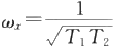 ω_x = 1/√(T_1 T_2)